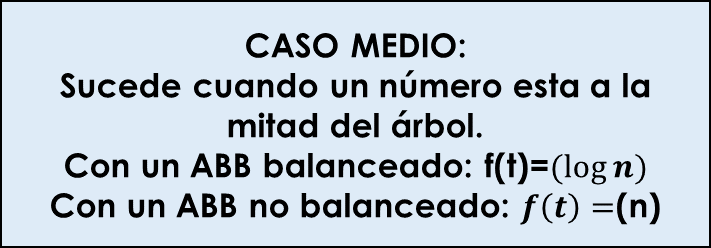 CASO MEDIO:
Sucede cuando un número esta a la
mitad del árbol.
Con un ABB balanceado: f(t)=(log n)
Con un ABB no balanceado: f(t) =(n)